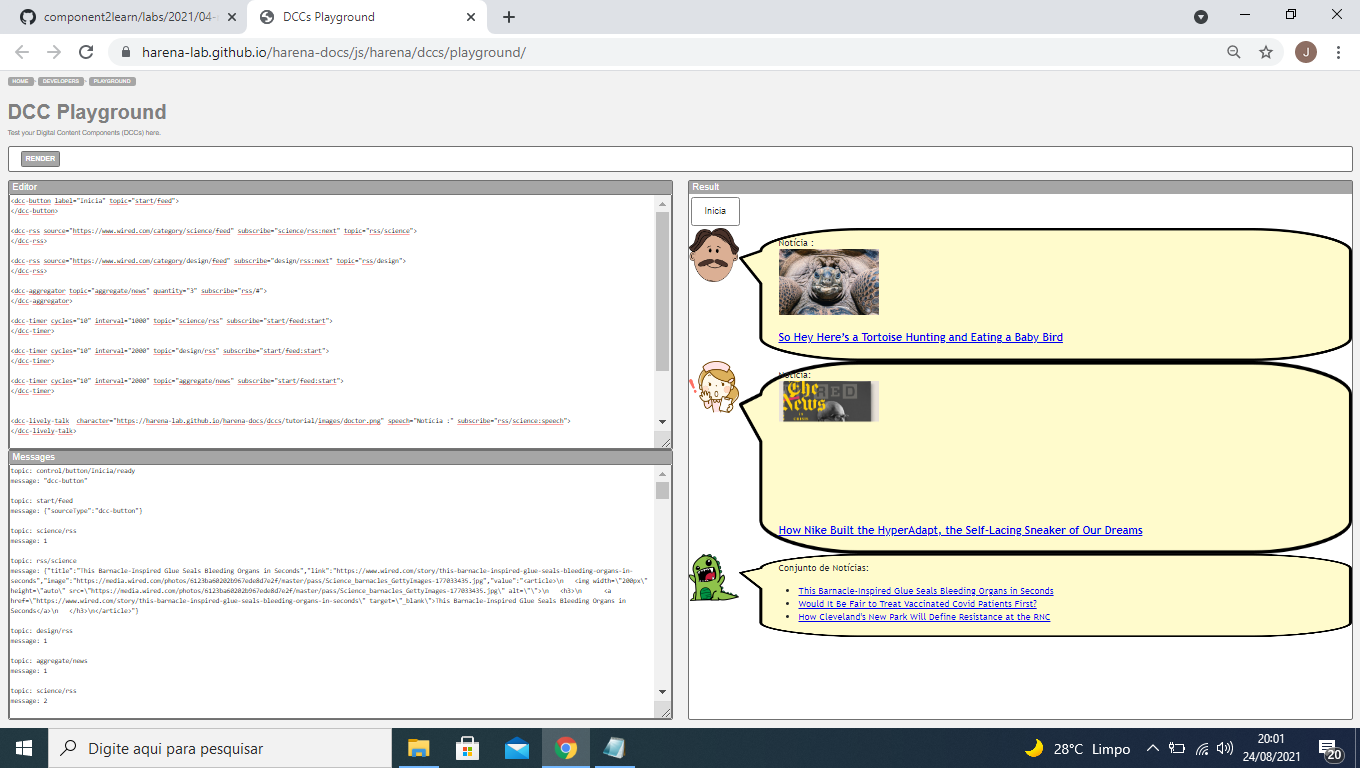 component2learn/labs/2021/04-
DCCs Playground
harena-lab.github.io/harena-docs/js/harena/dccs/playground/
J
HOME
DEVELOPERS
PLAYGROUND
DCC Playground
Test your Digital Content Components (DCCs) here.
RENDER
Editor
<dcc-button label="inicia" topic="start/feed">
</dcc-button>
<dcc-rss source="https://www.wired.com/category/science/feed" subscribe="science/rss:next" topic="rss/science">
</dcc-rss>
<dcc-rss source="https://www.wired.com/category/design/feed" subscribe="design/rss:next" topic="rss/design">
</dcc-rss>
<dcc-aggregator topic="aggregate/news" quantity="3" subscribe="rss/#">
</dcc-aggregator>
<dcc-timer cycles="10" interval="1000" topic="science/rss" subscribe="start/feed:start">
</dcc-timer>
<dcc-timer cycles="10" interval="2000" topic="design/rss" subscribe="start/feed:start">
</dcc-timer>
<dcc-timer cycles="10" interval="2000" topic="aggregate/news" subscribe="start/feed:start">
</dcc-timer>
<dcc-lively-talk character="https://harena-lab.github.io/harena-docs/dccs/tutorial/images/doctor.png" speech="Notícia :" subscribe="rss/science:speech">
</dcc-lively-talk>
Messages
topic: control/button/inicia/ready
message: "dcc-button"
topic: start/feed
message: {"sourceType":"dcc-button"}
topic: science/rss
message: 1
topic: rss/science
message: {"title":"This Barnacle-Inspired Glue Seals Bleeding Organs in Seconds","link":"https://www.wired.com/story/this-barnacle-inspired-glue-seals-bleeding-organs-in-
seconds","image":"https://media.wired.com/photos/6123ba60202b967ede8d7e2f/master/pass/Science_barnacles_GettyImages-177033435.jpg","value":"<article>\n   <img width=\"200px\"
height=\"auto\" src=\"https://media.wired.com/photos/6123ba60202b967ede8d7e2f/master/pass/Science_barnacles_GettyImages-177033435.jpg\" alt=\"\">\n   <h3>\n      <a
href=\"https://www.wired.com/story/this-barnacle-inspired-glue-seals-bleeding-organs-in-seconds\" target=\"_blank\">This Barnacle-Inspired Glue Seals Bleeding Organs in
Seconds</a>\n   </h3>\n</article>"}
topic: design/rss
message: 1
topic: aggregate/news
message: 1
topic: science/rss
message: 2
Result
Inicia
Notícia :
So Hey Here's a Tortoise Hunting and Eating a Baby Bird
Notícia:
The
News
WIRED
How Nike Built the HyperAdapt, the Self-Lacing Sneaker of Our Dreams
Conjunto de Notícias:
• This Barnacle-Inspired Glue Seals Bleeding Organs in Seconds
• Would It Be Fair to Treat Vaccinated Covid Patients First?
• How Cleveland's New Park Will Define Resistance at the RNC
Digite aqui para pesquisar
28°C Limpo
20:01
24/08/2021
20